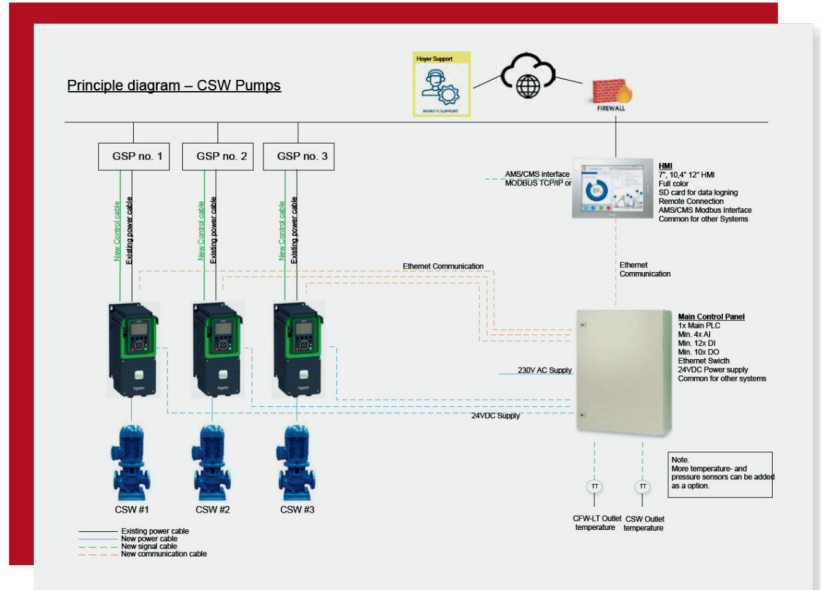 Hoyer Support
REMOTE SUPPORT
FIREWALL
Principle diagram – CSW Pumps
GSP no. 1
GSP no. 2
GSP no. 3
New Control cable
Existing power cable
New Control cable
Existing power cable
New Control cable
Existing power cable
AMS/CMS interface
MODBUS TCP/IP or
HMI
7", 10,4" 12" HMI
Full color
SD card for data logning
Remote Connection
AMS/CMS Modbus Interface
Common for other Systems
Ethernet Communication
Ethernet
Communication
Main Control Panel
1x Main PLC
Min. 4x AI
Min. 12x DI
Min. 10x DO
Ethernet Swicth
24VDC Power supply
Common for other systems
230V AC Supply
24VDC Supply
Note.
More temperature- and
pressure sensors can be added
as a option.
TT
TT
CFW-LT Outlet
temperature
CSW Outlet
temperature
CSW #1
CSW #2
CSW #3
Existing power cable
New power cable
New signal cable
New communication cable